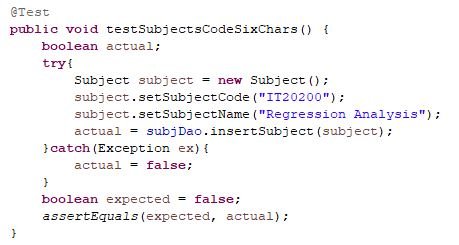 @Test
public void testSubjectsCodeSixChars() {
    boolean actual;
    try{
        Subject subject = new Subject();
        subject.setSubjectCode("IT20200");
        subject.setSubjectName("Regression Analysis");
        actual = subjDao.insertSubject(subject);
    }catch(Exception ex){
        actual = false;
    }
    boolean expected = false;
    assertEquals(expected, actual);
}